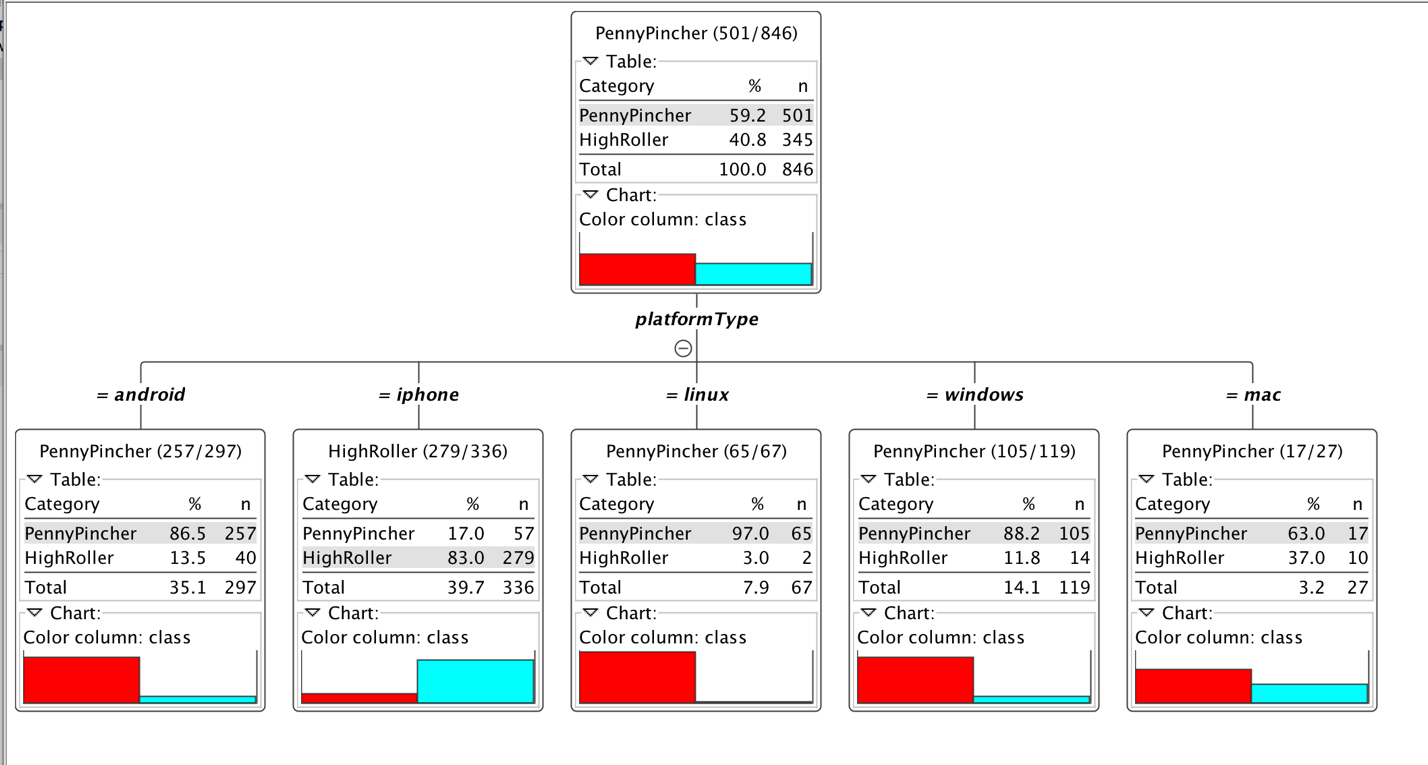 PennyPincher (501/846)
Table:
Category % n
PennyPincher 59.2 501
HighRoller 40.8 345
Total 100.0 846
Chart:
Color column: class
platformType
= android
= iphone
= linux
= windows
= mac
PennyPincher (257/297)
Table:
Category % n
PennyPincher 86.5 257
HighRoller 13.5 40
Total 35.1 297
Chart:
Color column: class
HighRoller (279/336)
Table:
Category % n
PennyPincher 17.0 57
HighRoller 83.0 279
Total 39.7 336
Chart:
Color column: class
PennyPincher (65/67)
Table:
Category % n
PennyPincher 97.0 65
HighRoller 3.0 2
Total 7.9 67
Chart:
Color column: class
PennyPincher (105/119)
Table:
Category % n
PennyPincher 88.2 105
HighRoller 11.8 14
Total 14.1 119
Chart:
Color column: class
PennyPincher (17/27)
Table:
Category % n
PennyPincher 63.0 17
HighRoller 37.0 10
Total 3.2 27
Chart:
Color column: class